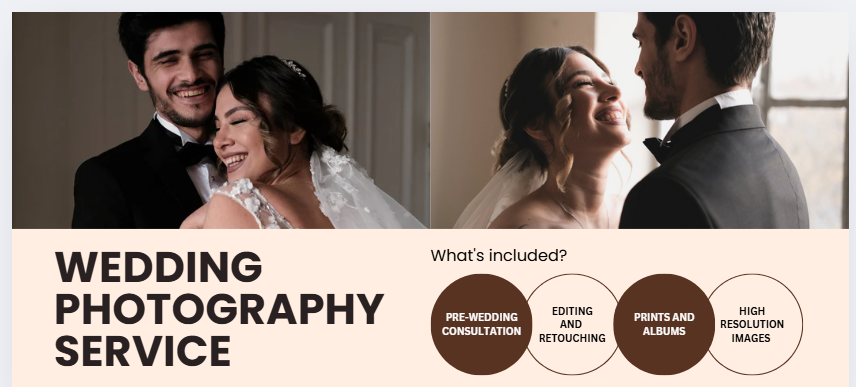 WEDDING
PHOTOGRAPHY
SERVICE
What's included?
PRE-WEDDING
CONSULTATION
EDITING
AND
RETOUCHING
PRINTS AND
ALBUMS
HIGH
RESOLUTION
IMAGES